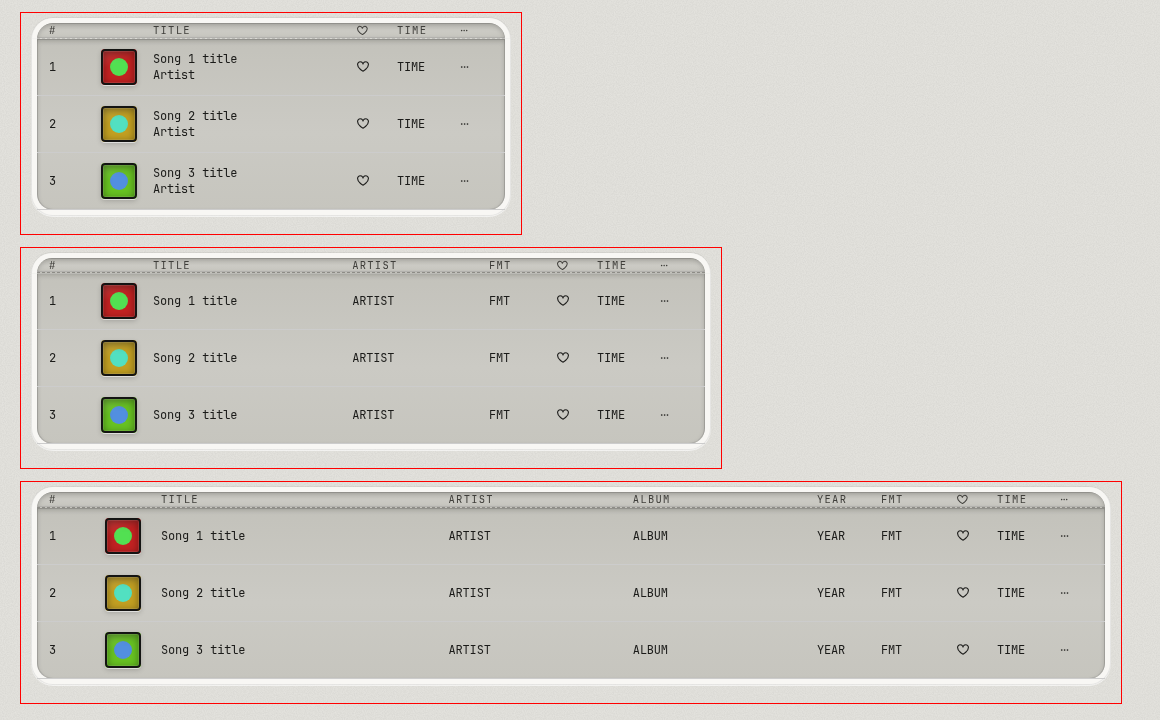 # TITLE ♡ TIME ···
1 Song 1 title TIME ···
Artist
2 Song 2 title TIME ···
Artist
3 Song 3 title TIME ···
Artist
# TITLE ARTIST FMT ♡ TIME ···
1 Song 1 title ARTIST FMT ♡ TIME ···
2 Song 2 title ARTIST FMT ♡ TIME ···
3 Song 3 title ARTIST FMT ♡ TIME ···
# TITLE ARTIST ALBUM YEAR FMT ♡ TIME ···
1 Song 1 title ARTIST ALBUM YEAR FMT ♡ TIME ···
2 Song 2 title ARTIST ALBUM YEAR FMT ♡ TIME ···
3 Song 3 title ARTIST ALBUM YEAR FMT ♡ TIME ···